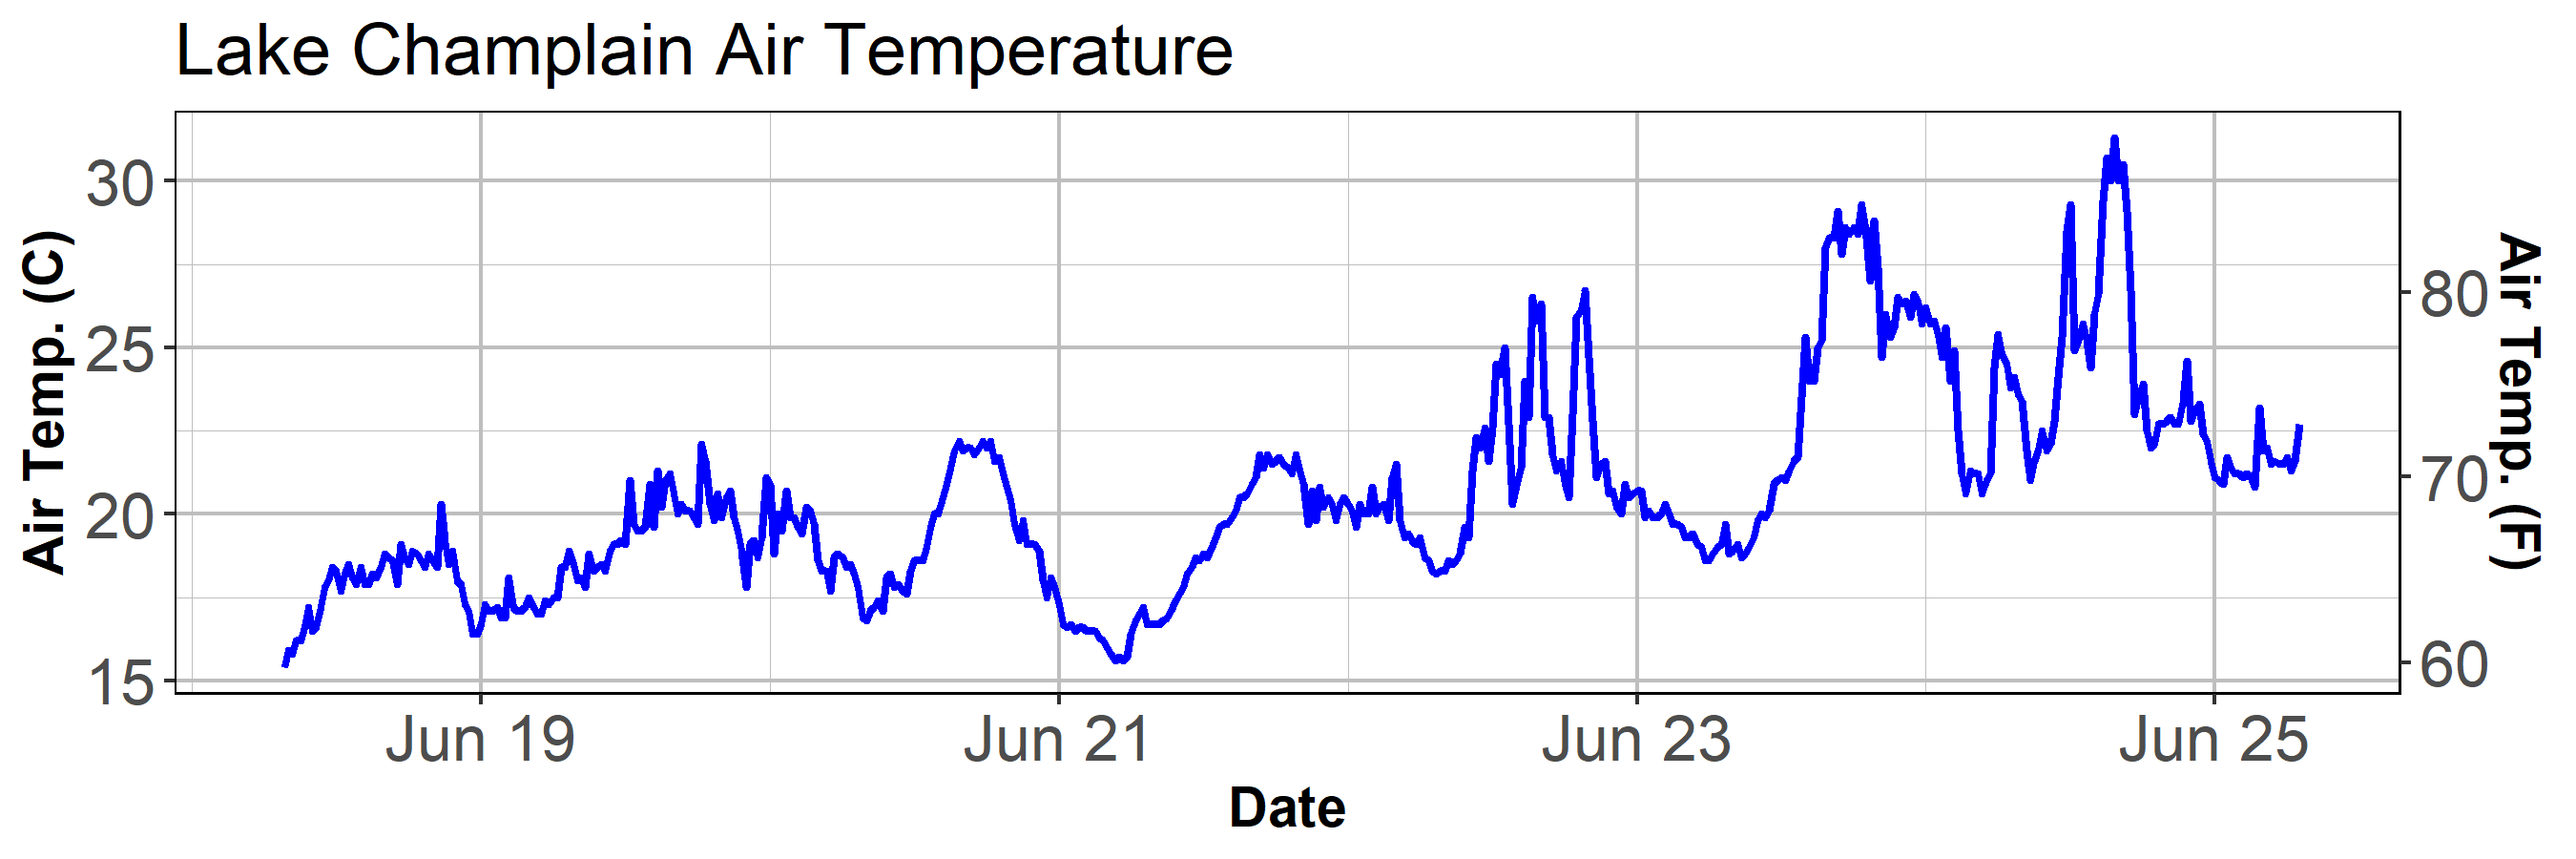 Lake Champlain Air Temperature
Air Temp. (C)
30
25
20
15
80
70
60
Air Temp. (F)
Jun 19
Jun 21
Jun 23
Jun 25
Date